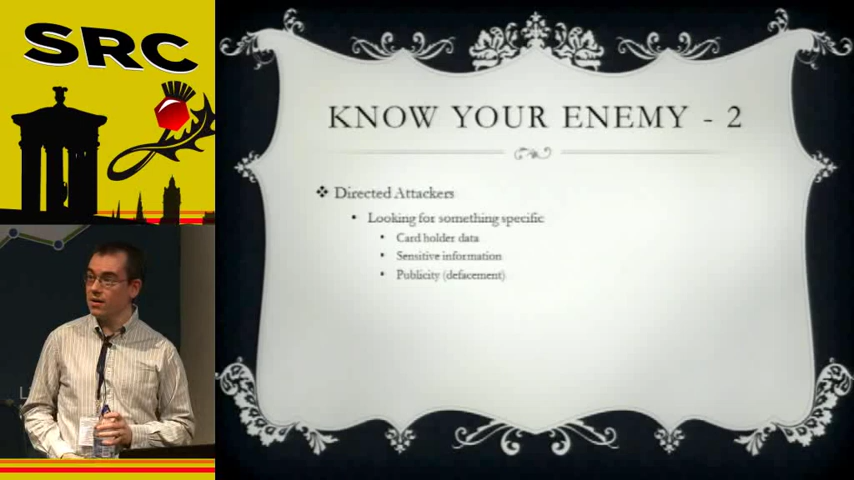 SRC
KNOW YOUR ENEMY - 2
Directed Attackers
Looking for something specific
Card holder data
Sensitive information
Publicity (defacement)